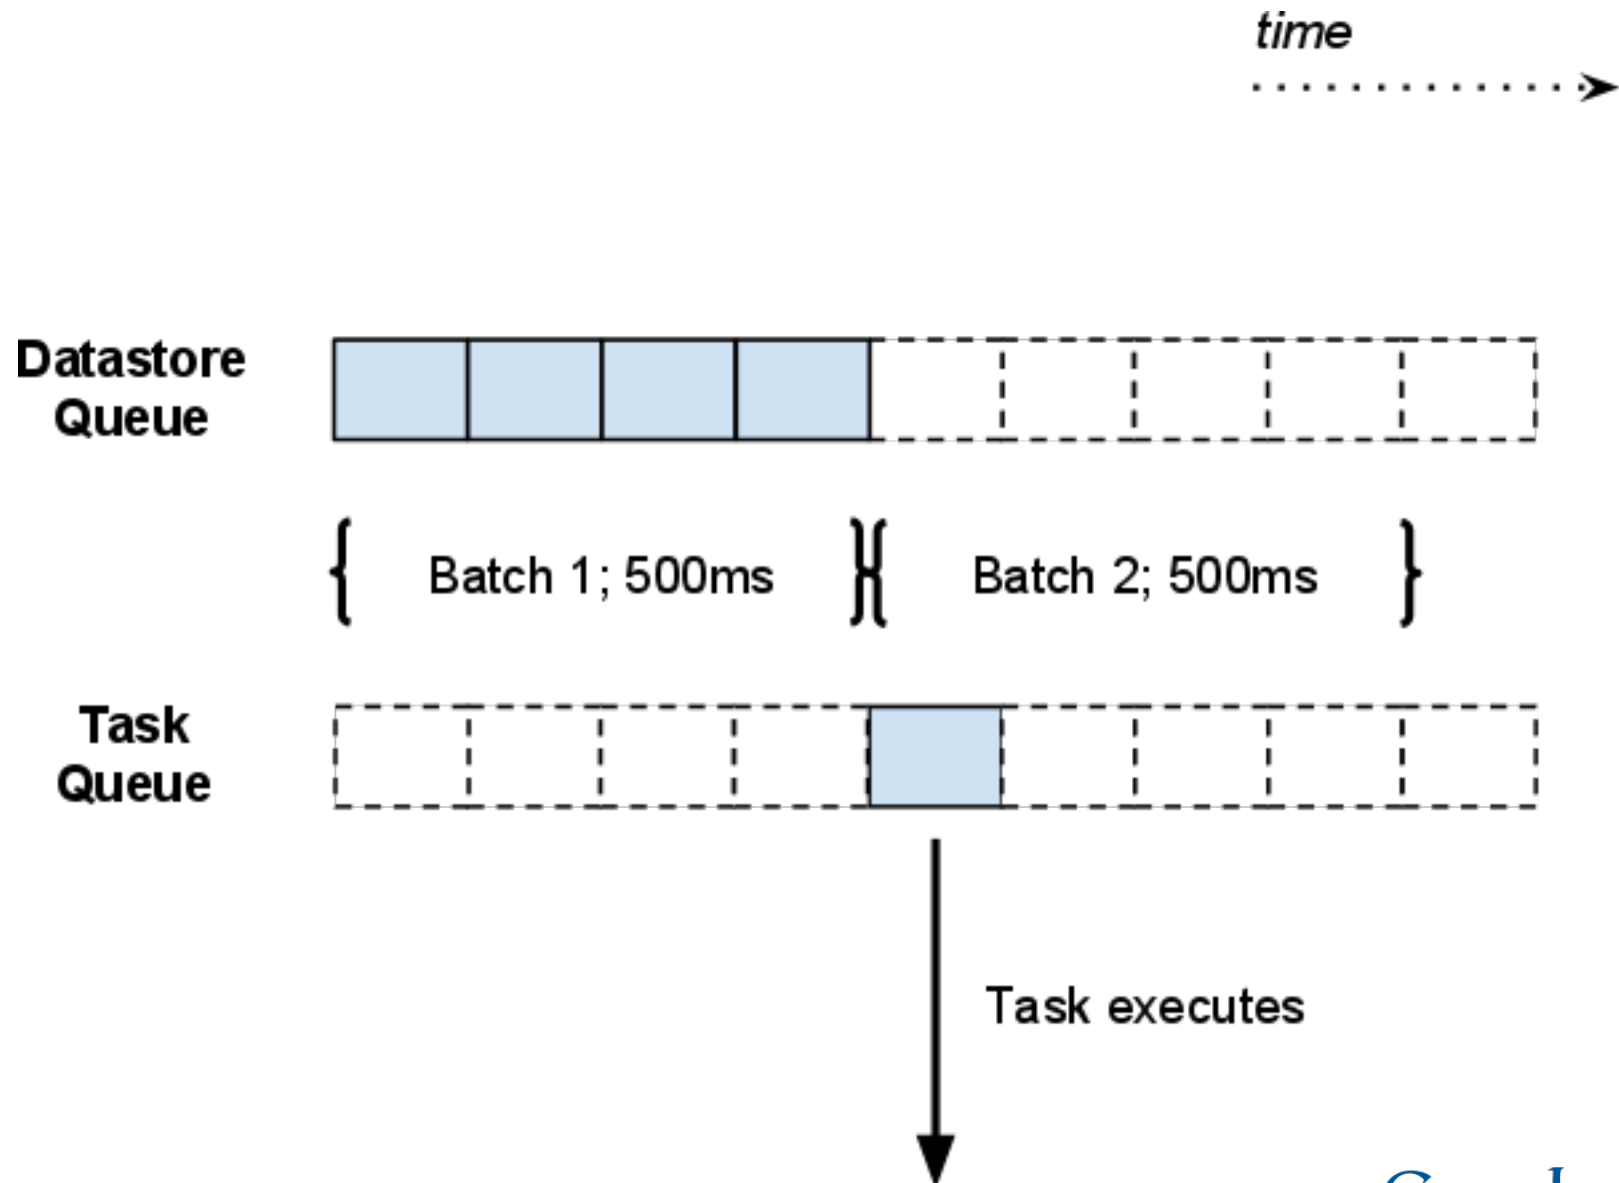 time
Datastore
Queue
Batch 1; 500ms
Batch 2; 500ms
Task
Queue
Task executes